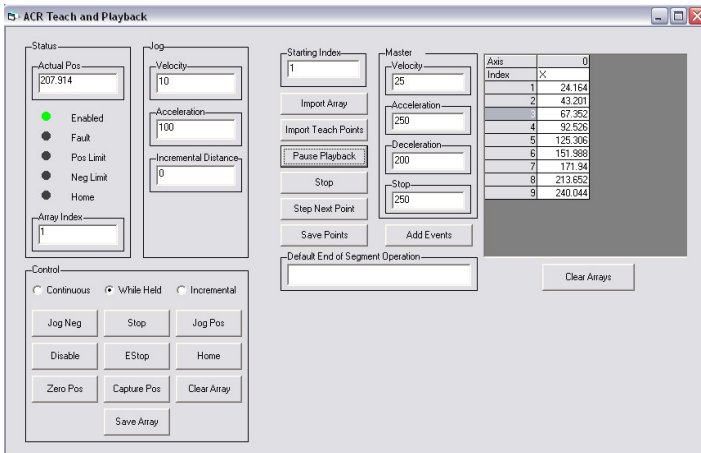 ACR Teach and Playback
Status
Actual Pos
207.914
Enabled
Fault
Pos Limit
Neg Limit
Home
Array Index
1
Jog
Velocity
10
Acceleration
100
Incremental Distance
0
Control
Continuous
While Held
Incremental
Jog Neg
Stop
Jog Pos
Disable
EStop
Home
Zero Pos
Capture Pos
Clear Array
Save Array
Starting Index
1
Import Array
Import Teach Points
Pause Playback
Stop
Step Next Point
Save Points
Master
Velocity
25
Acceleration
250
Deceleration
200
Stop
250
Add Events
Default End of Segment Operation
Axis 0
Index X
1 24.164
2 43.201
3 67.352
4 92.526
5 125.306
6 151.988
7 171.94
8 213.652
9 240.044
Clear Arrays